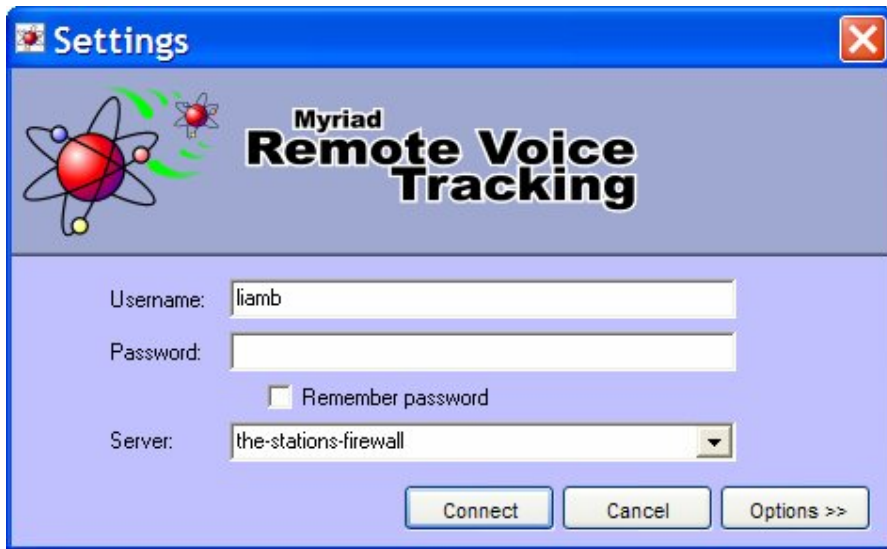 Settings
Myriad
Remote Voice
Tracking
Username: liamb
Password:
Remember password
Server: the-stations-firewall
Connect Cancel Options >>